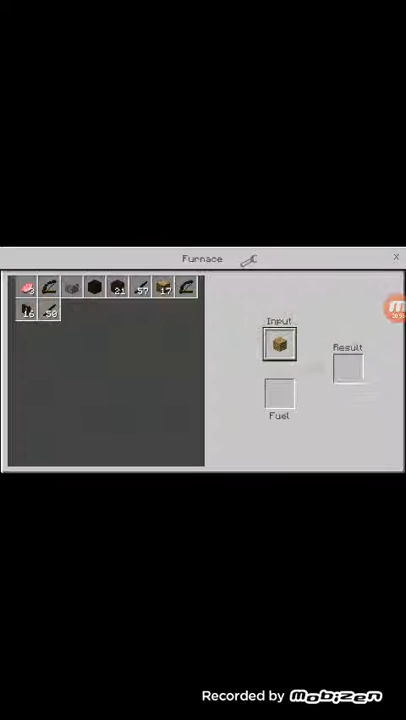 Furnace
x
3
21
57
17
16
50
Input
Result
Fuel
Recorded by Mobizen